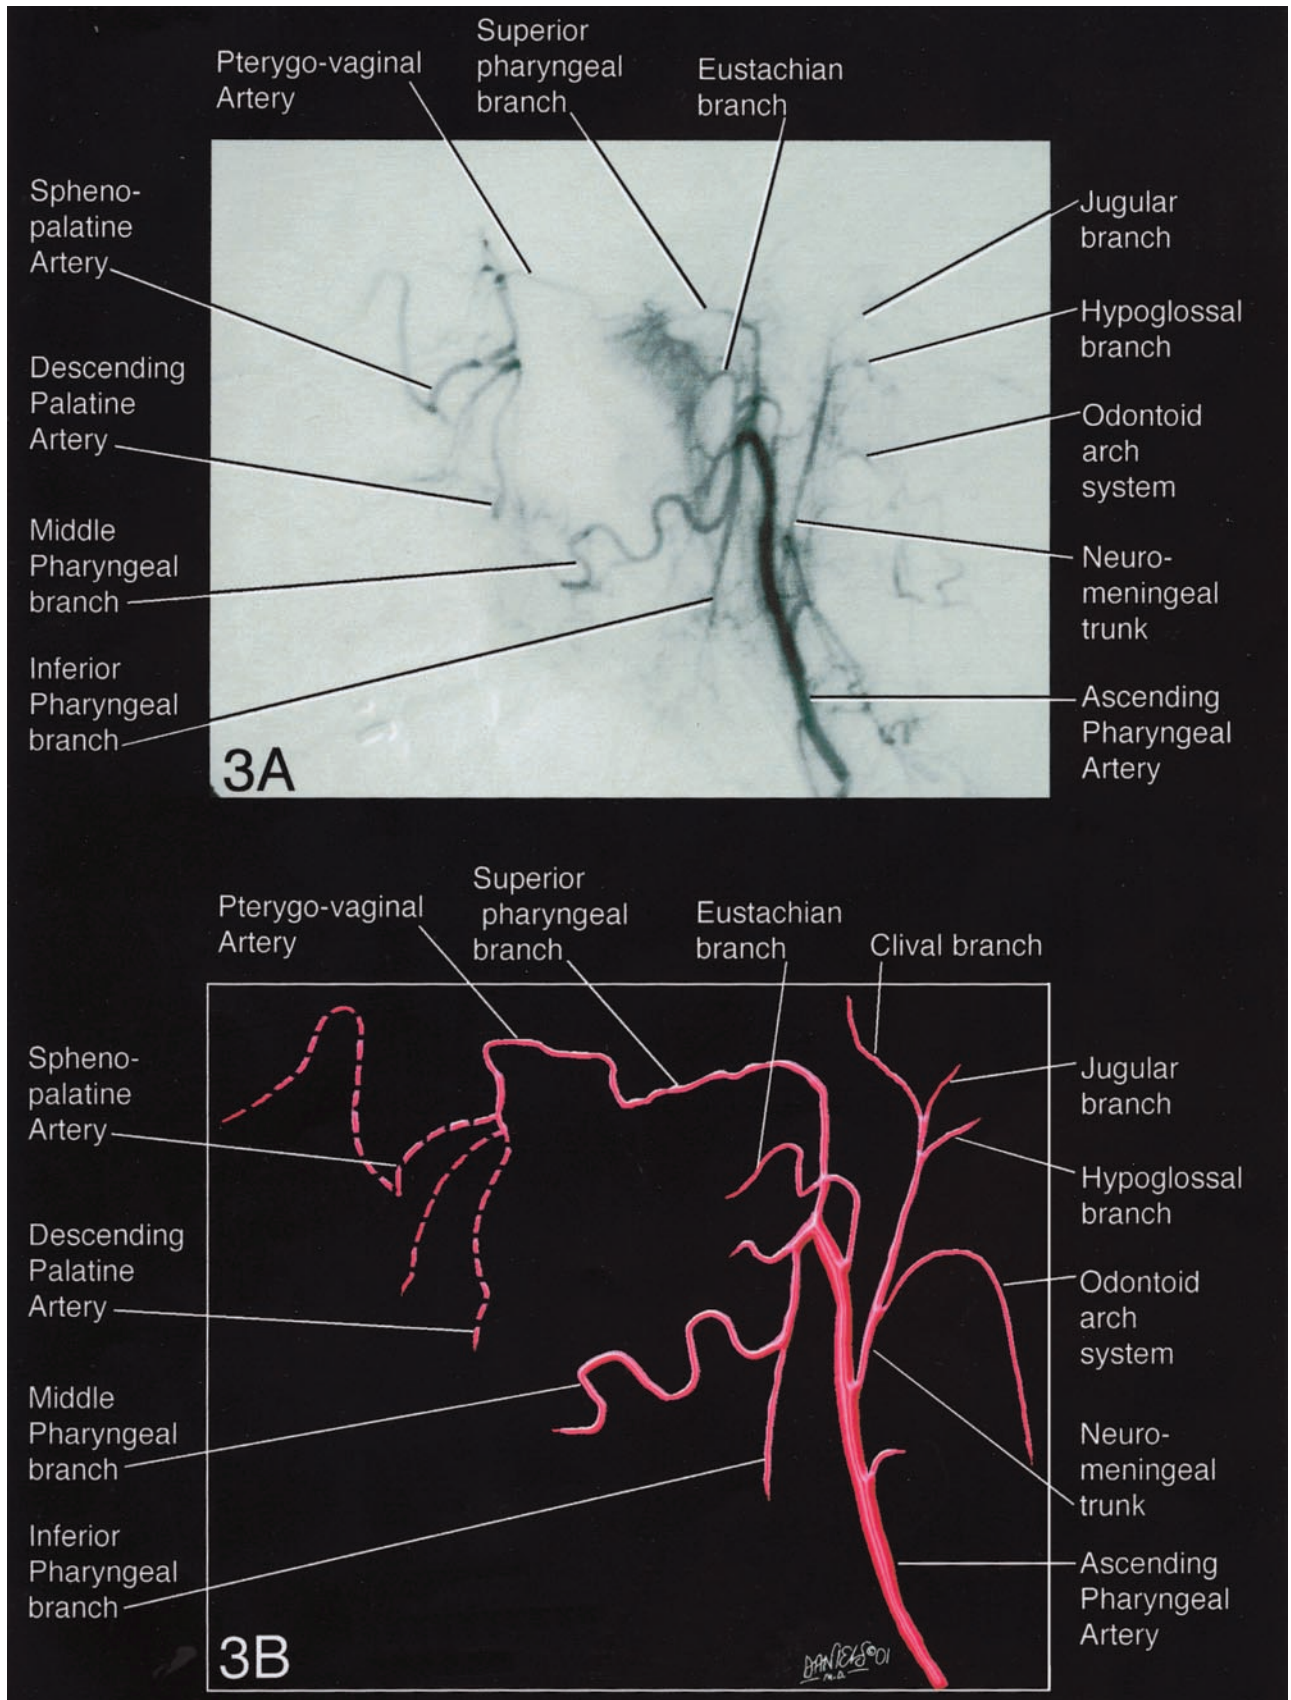 Pterygo-vaginal
Artery
Superior
pharyngeal
branch
Eustachian
branch
Spheno-
palatine
Artery
Descending
Palatine
Artery
Middle
Pharyngeal
branch
Inferior
Pharyngeal
branch
Jugular
branch
Hypoglossal
branch
Odontoid
arch
system
Neuro-
meningeal
trunk
Ascending
Pharyngeal
Artery
3A
Pterygo-vaginal
Artery
Superior
pharyngeal
branch
Eustachian
branch
Clival branch
Spheno-
palatine
Artery
Descending
Palatine
Artery
Middle
Pharyngeal
branch
Inferior
Pharyngeal
branch
Jugular
branch
Hypoglossal
branch
Odontoid
arch
system
Neuro-
meningeal
trunk
Ascending
Pharyngeal
Artery
3B
DANIELS ©01
M.D.